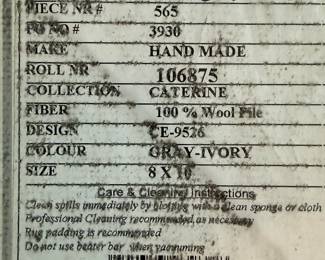 PIECE NR # 565
PO NO # 3930
MAKE HAND MADE
ROLL NR 106875
COLLECTION CATERINE
FIBER 100 % Wool Pile
DESIGN CE-9526
COLOUR GRAY-IVORY
SIZE 8 X 10
Care & Cleaning Instructions
Clean spills immediately by blotting with a clean sponge or cloth
Professional Cleaning recommended as necessary
Rug padding is recommended
Do not use beater bar when vacuuming